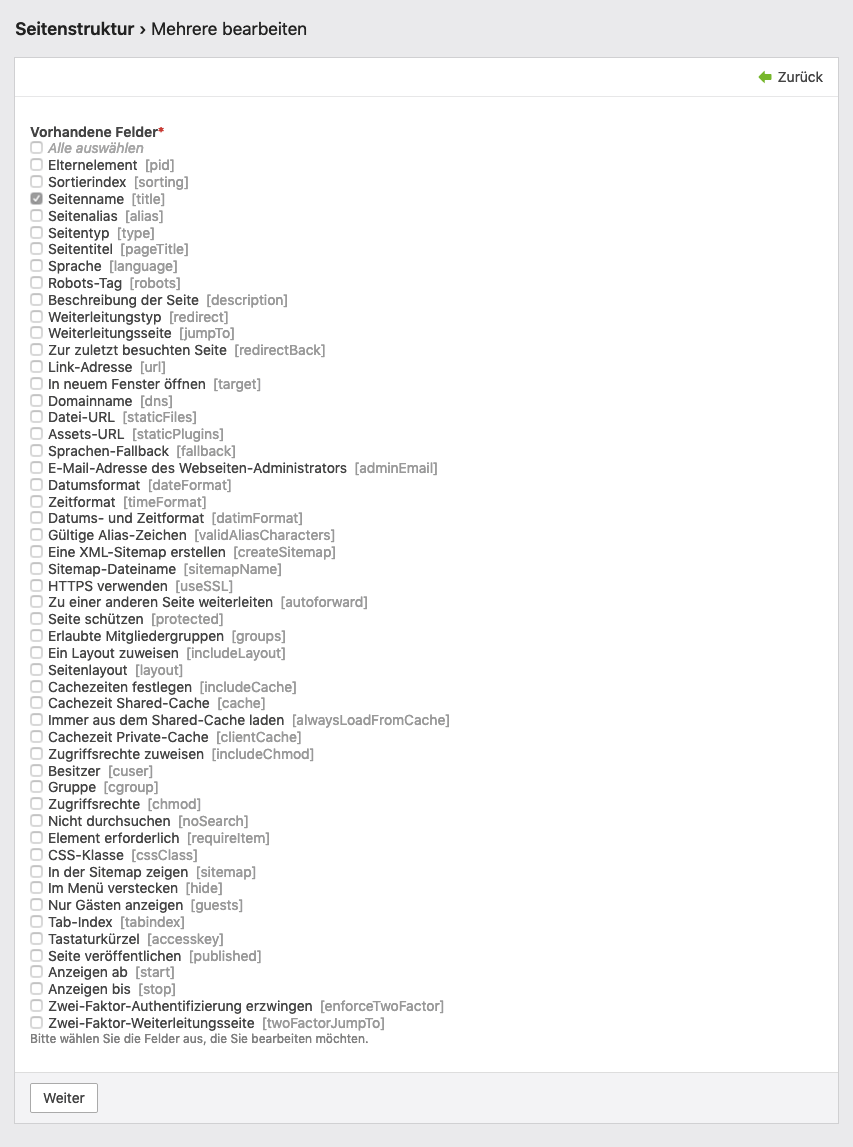 Seitenstruktur › Mehrere bearbeiten
Zurück
Vorhandene Felder*
Alle auswählen
Elternelement [pid]
Sortierindex [sorting]
Seitenname [title]
Seitenalias [alias]
Seitentyp [type]
Seitentitel [pageTitle]
Sprache [language]
Robots-Tag [robots]
Beschreibung der Seite [description]
Weiterleitungstyp [redirect]
Weiterleitungsseite [jumpTo]
Zur zuletzt besuchten Seite [redirectBack]
Link-Adresse [url]
In neuem Fenster öffnen [target]
Domainname [dns]
Datei-URL [staticFiles]
Assets-URL [staticPlugins]
Sprachen-Fallback [fallback]
E-Mail-Adresse des Webseiten-Administrators [adminEmail]
Datumsformat [dateFormat]
Zeitformat [timeFormat]
Datums- und Zeitformat [datimFormat]
Gültige Alias-Zeichen [validAliasCharacters]
Eine XML-Sitemap erstellen [createSitemap]
Sitemap-Dateiname [sitemapName]
HTTPS verwenden [useSSL]
Zu einer anderen Seite weiterleiten [autoforward]
Seite schützen [protected]
Erlaubte Mitgliedergruppen [groups]
Ein Layout zuweisen [includeLayout]
Seitenlayout [layout]
Cachezeiten festlegen [includeCache]
Cachezeit Shared-Cache [cache]
Immer aus dem Shared-Cache laden [alwaysLoadFromCache]
Cachezeit Private-Cache [clientCache]
Zugriffsrechte zuweisen [includeChmod]
Besitzer [cuser]
Gruppe [cgroup]
Zugriffsrechte [chmod]
Nicht durchsuchen [noSearch]
Element erforderlich [requireItem]
CSS-Klasse [cssClass]
In der Sitemap zeigen [sitemap]
Im Menü verstecken [hide]
Nur Gästen anzeigen [guests]
Tab-Index [tabindex]
Tastaturkürzel [accesskey]
Seite veröffentlichen [published]
Anzeigen ab [start]
Anzeigen bis [stop]
Zwei-Faktor-Authentifizierung erzwingen [enforceTwoFactor]
Zwei-Faktor-Weiterleitungsseite [twoFactorJumpTo]
Bitte wählen Sie die Felder aus, die Sie bearbeiten möchten.
Weiter